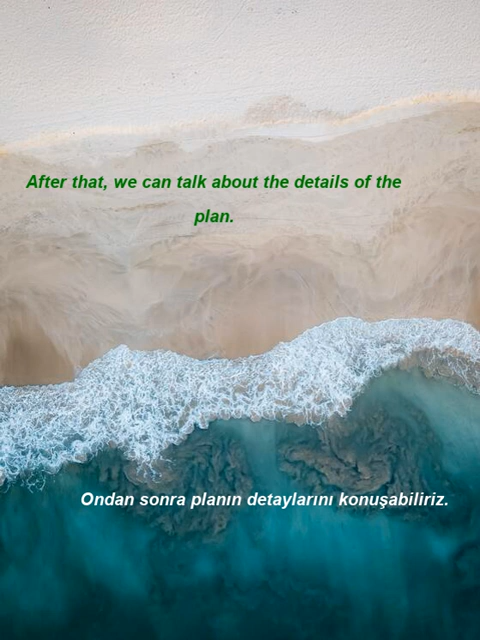 After that, we can talk about the details of the
plan.
Ondan sonra planın detaylarını konuşabiliriz.